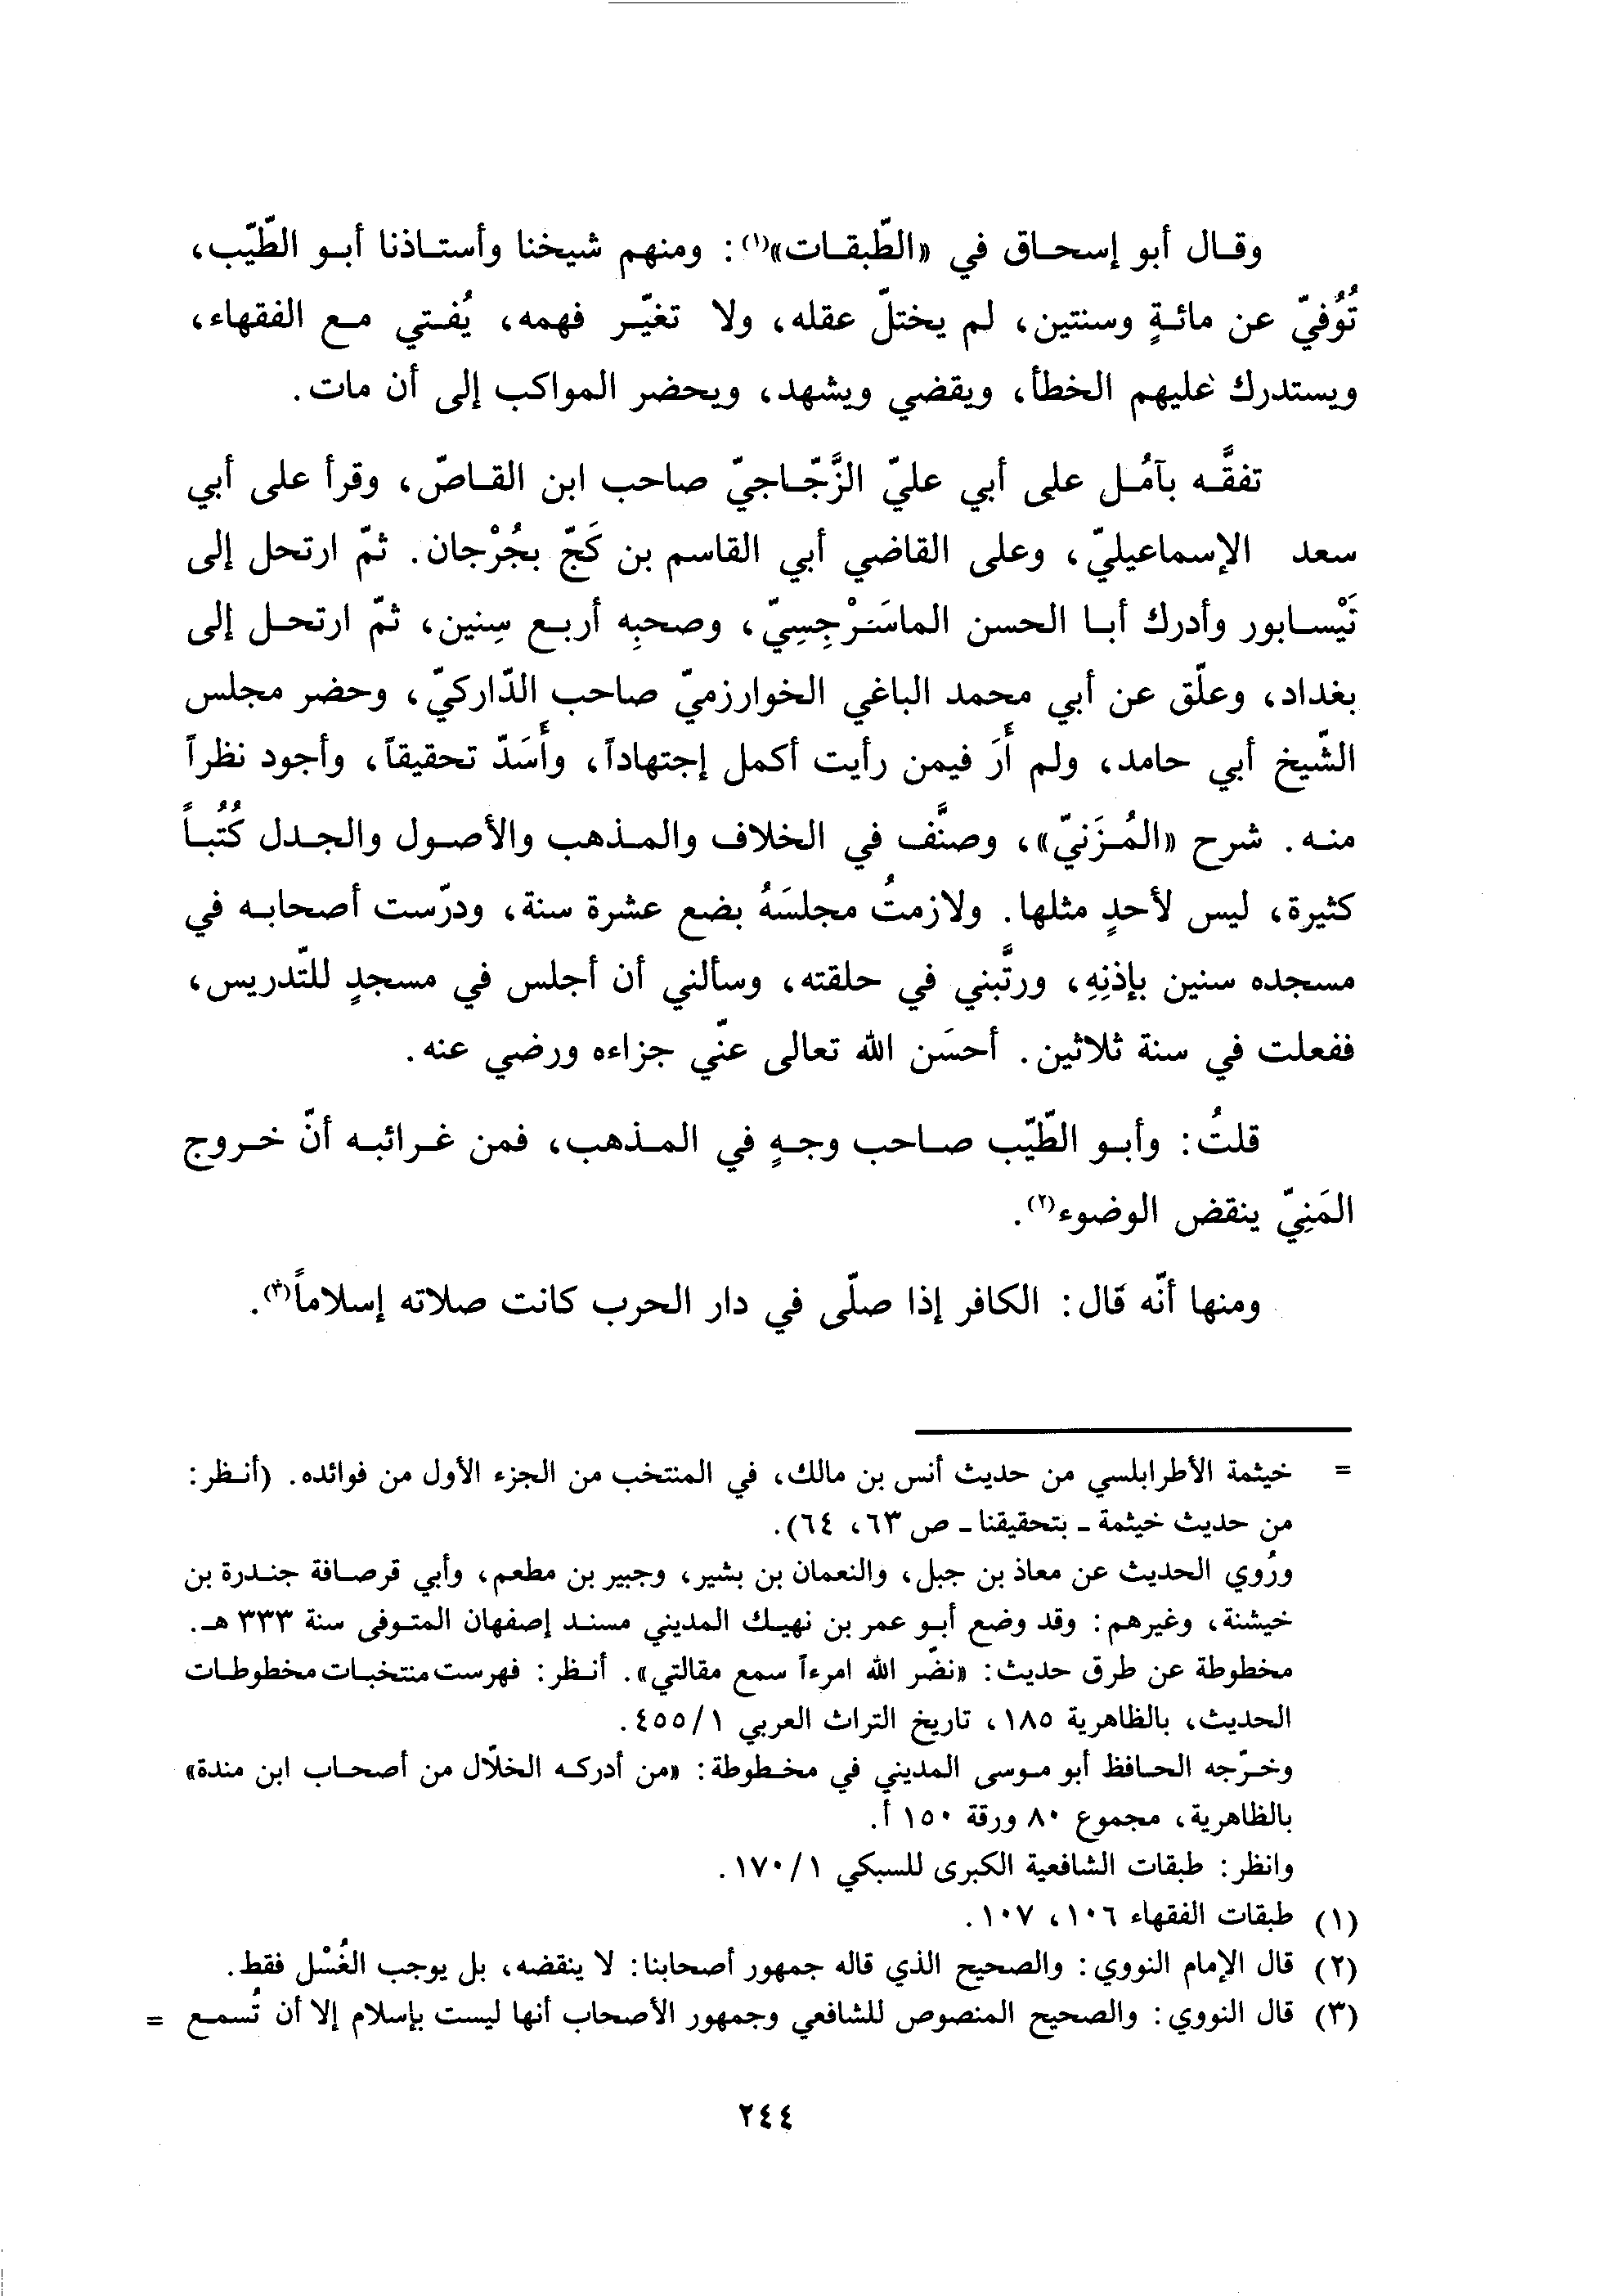 وقال أبو إسحاق في «الطّبقات»(١): ومنهم شيخنا وأستاذنا أبو الطّيّب،
تُوُفيّ عن مائةٍ وسنتين، لم يختلّ عقله، ولا تغيّر فهمه، يُفتي مع الفقهاء،
ويستدرك عليهم الخطأ، ويقضي ويشهد، ويحضر المواكب إلى أن مات.
تفقَّه بآمُل على أبي عليّ الزَّجّاجيّ صاحب ابن القاصّ، وقرأ على أبي
سعد الإسماعيليّ، وعلى القاضي أبي القاسم بن كَجّ بجُرْجان. ثمّ ارتحل إلى
نَيْسابور وأدرك أبا الحسن الماسَرْجِسِيّ، وصحبِه أربع سِنين، ثمّ ارتحل إلى
بغداد، وعلّق عن أبي محمد الباغي الخوارزميّ صاحب الدّاركيّ، وحضر مجلس
الشّيخ أبي حامد، ولم أَرَ فيمن رأيت أكمل إجتهاداً، وأَسَدّ تحقيقاً، وأجود نظراً
منه. شرح «المُزَنيّ»، وصنَّف في الخلاف والمذهب والأصول والجدل كُتُباً
كثيرة، ليس لأحدٍ مثلها. ولازمتُ مجلسَهُ بضع عشرة سنة، ودرّست أصحابه في
مسجده سنين بإذنِهِ، ورتَّبني في حلقته، وسألني أن أجلس في مسجدٍ للتّدريس،
ففعلت في سنة ثلاثين. أحسَن الله تعالى عنّي جزاءه ورضي عنه.
قلتُ: وأبو الطّيّب صاحب وجهٍ في المذهب، فمن غرائبه أنّ خروج
المَنِيّ ينقض الوضوء(٢).
ومنها أنّه قال: الكافر إذا صلّى في دار الحرب كانت صلاته إسلاماً(٣).
= خيثمة الأطرابلسي من حديث أنس بن مالك، في المنتخب من الجزء الأول من فوائده. (أنظر:
من حديث خيثمة ـ بتحقيقنا ـ ص ٦٣، ٦٤).
ورُوي الحديث عن معاذ بن جبل، والنعمان بن بشير، وجبير بن مطعم، وأبي قرصافة جندرة بن
خيشنة، وغيرهم: وقد وضع أبو عمر بن نهيك المديني مسند إصفهان المتوفى سنة ٣٣٣ هـ.
مخطوطة عن طرق حديث: «نضّر الله امرءاً سمع مقالتي». أنظر: فهرست منتخبات مخطوطات
الحديث، بالظاهرية ١٨٥، تاريخ التراث العربي ١/٤٥٥.
وخرّجه الحافظ أبو موسى المديني في مخطوطة: «من أدركه الخلّال من أصحاب ابن مندة»
بالظاهرية، مجموع ٨٠ ورقة ١٥٠ أ.
وانظر: طبقات الشافعية الكبرى للسبكي ١/١٧٠.
(١) طبقات الفقهاء ١٠٦، ١٠٧.
(٢) قال الإمام النووي: والصحيح الذي قاله جمهور أصحابنا: لا ينقضه، بل يوجب الغُسْل فقط.
(٣) قال النووي: والصحيح المنصوص للشافعي وجمهور الأصحاب أنها ليست بإسلام إلا أن تُسمع =
٢٤٤